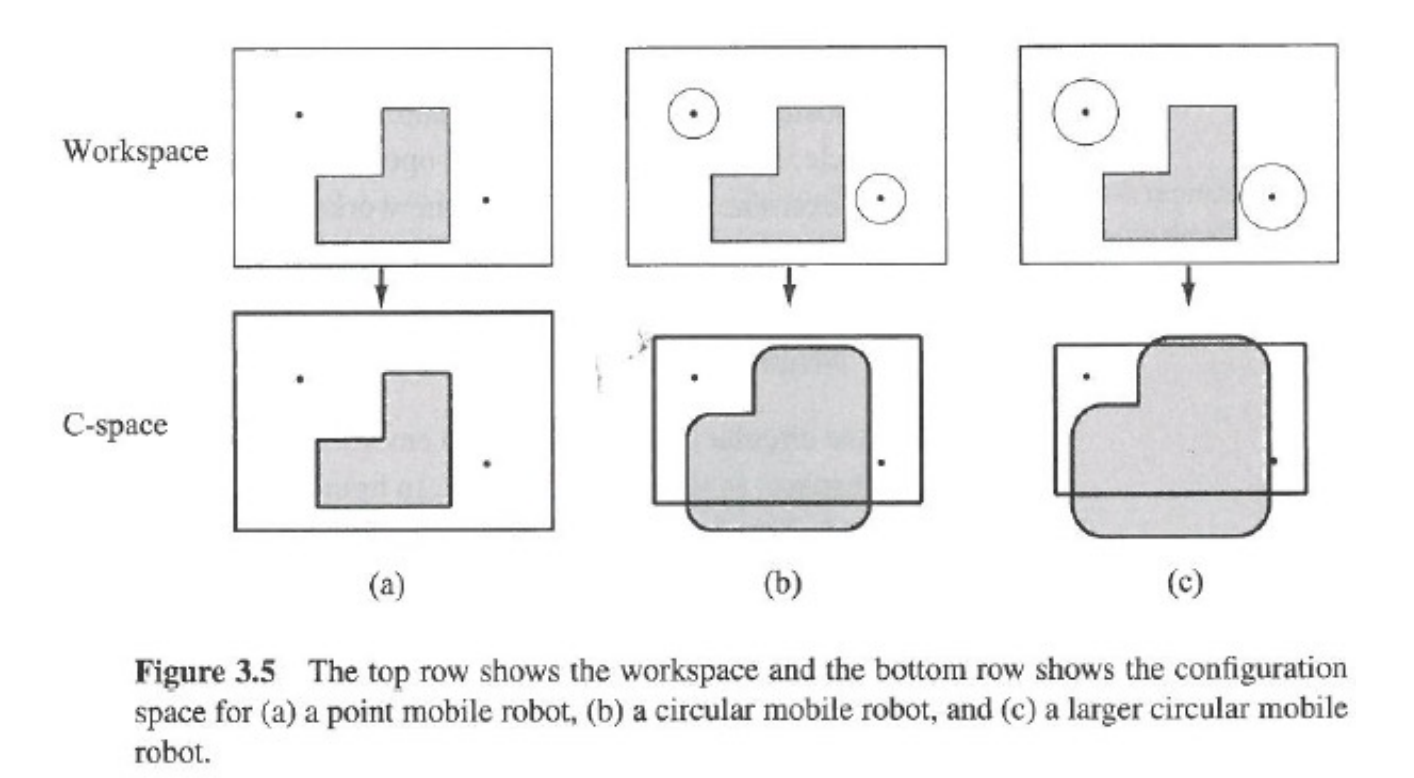 Workspace
C-space
(a)
(b)
(c)
Figure 3.5 The top row shows the workspace and the bottom row shows the configuration
space for (a) a point mobile robot, (b) a circular mobile robot, and (c) a larger circular mobile
robot.